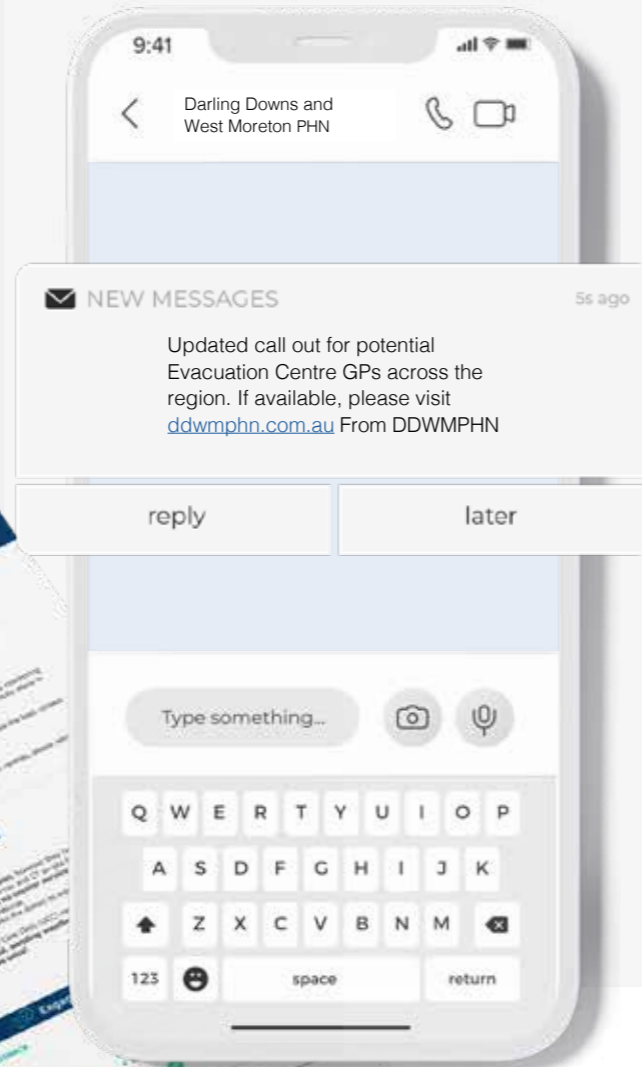 9:41
Darling Downs and
West Moreton PHN
NEW MESSAGES
5s ago
Updated call out for potential
Evacuation Centre GPs across the
region. If available, please visit
ddwmphn.com.au From DDWMPHN
reply
later
Type something...
Q W E R T Y U I O P
A S D F G H I J K
Z X C V B N M
123 space return